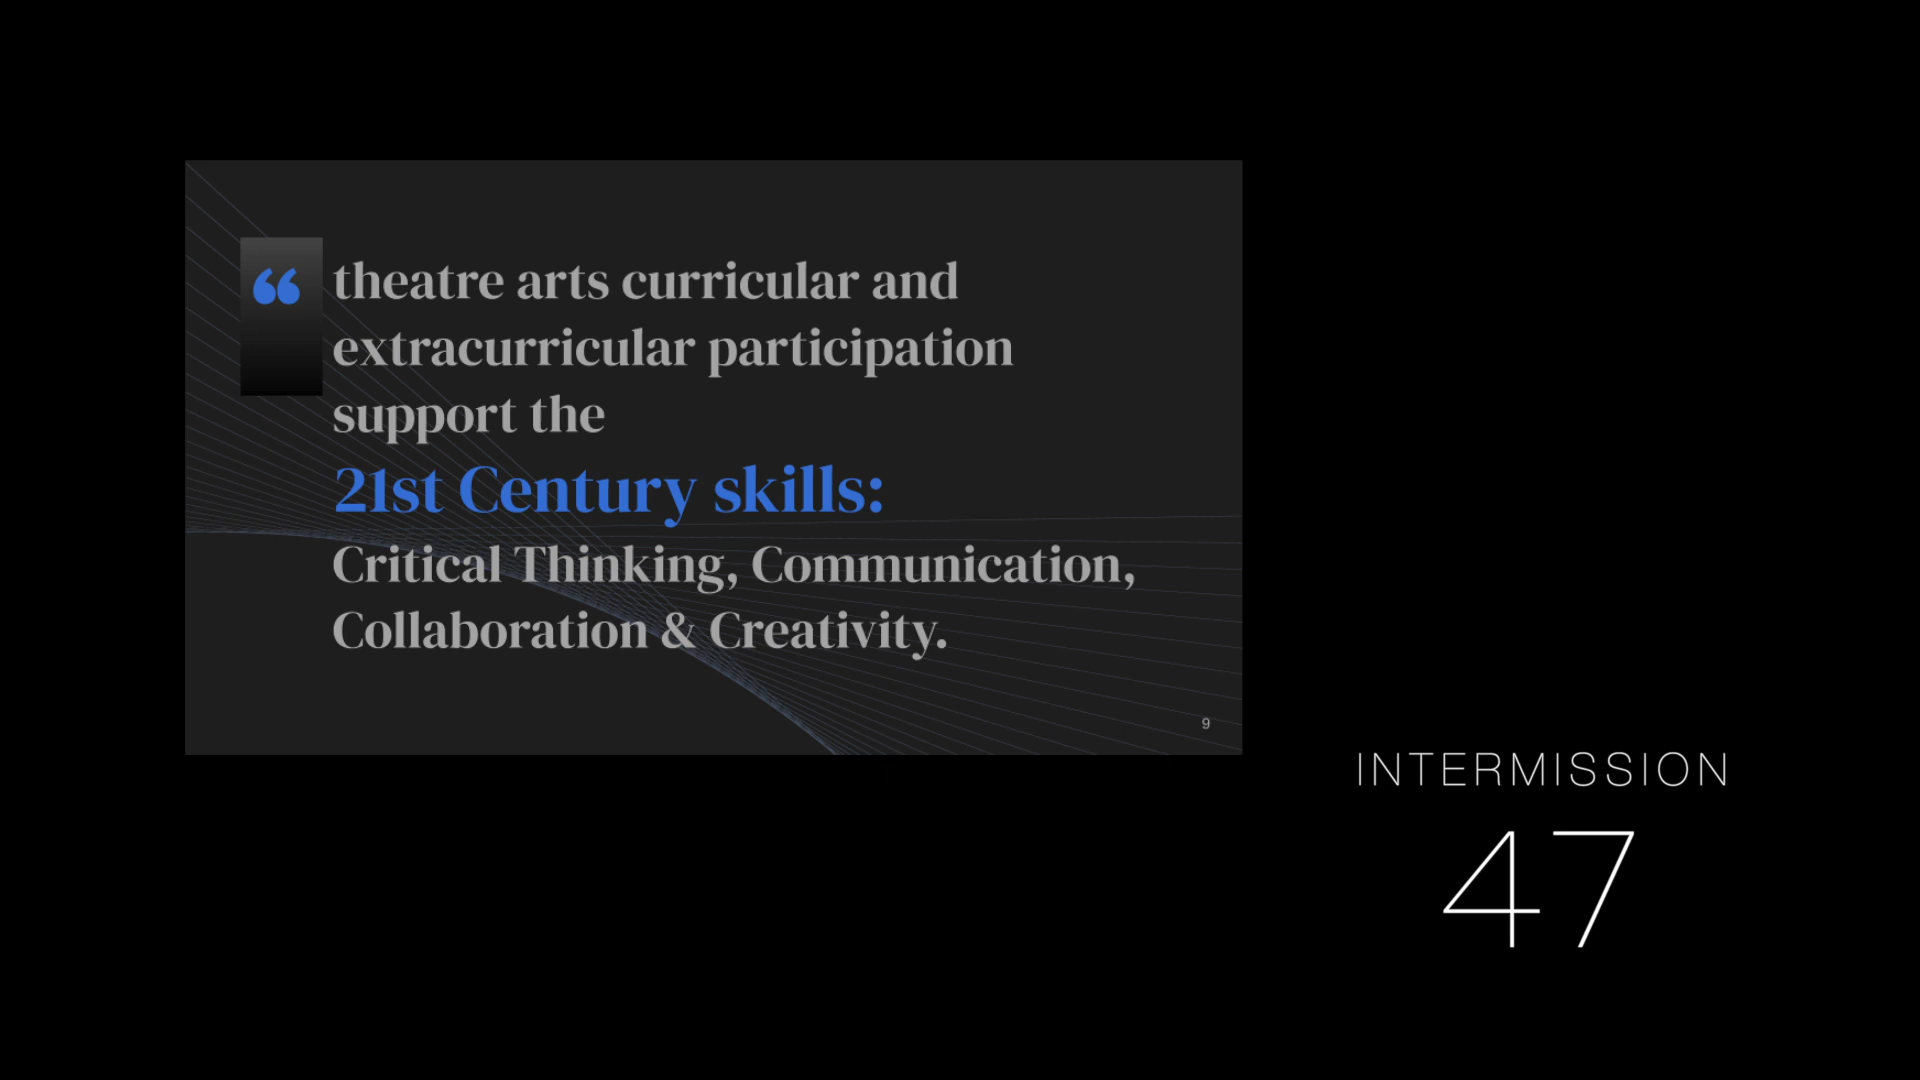 “
theatre arts curricular and
extracurricular participation
support the
21st Century skills:
Critical Thinking, Communication,
Collaboration & Creativity.
9
INTERMISSION
47